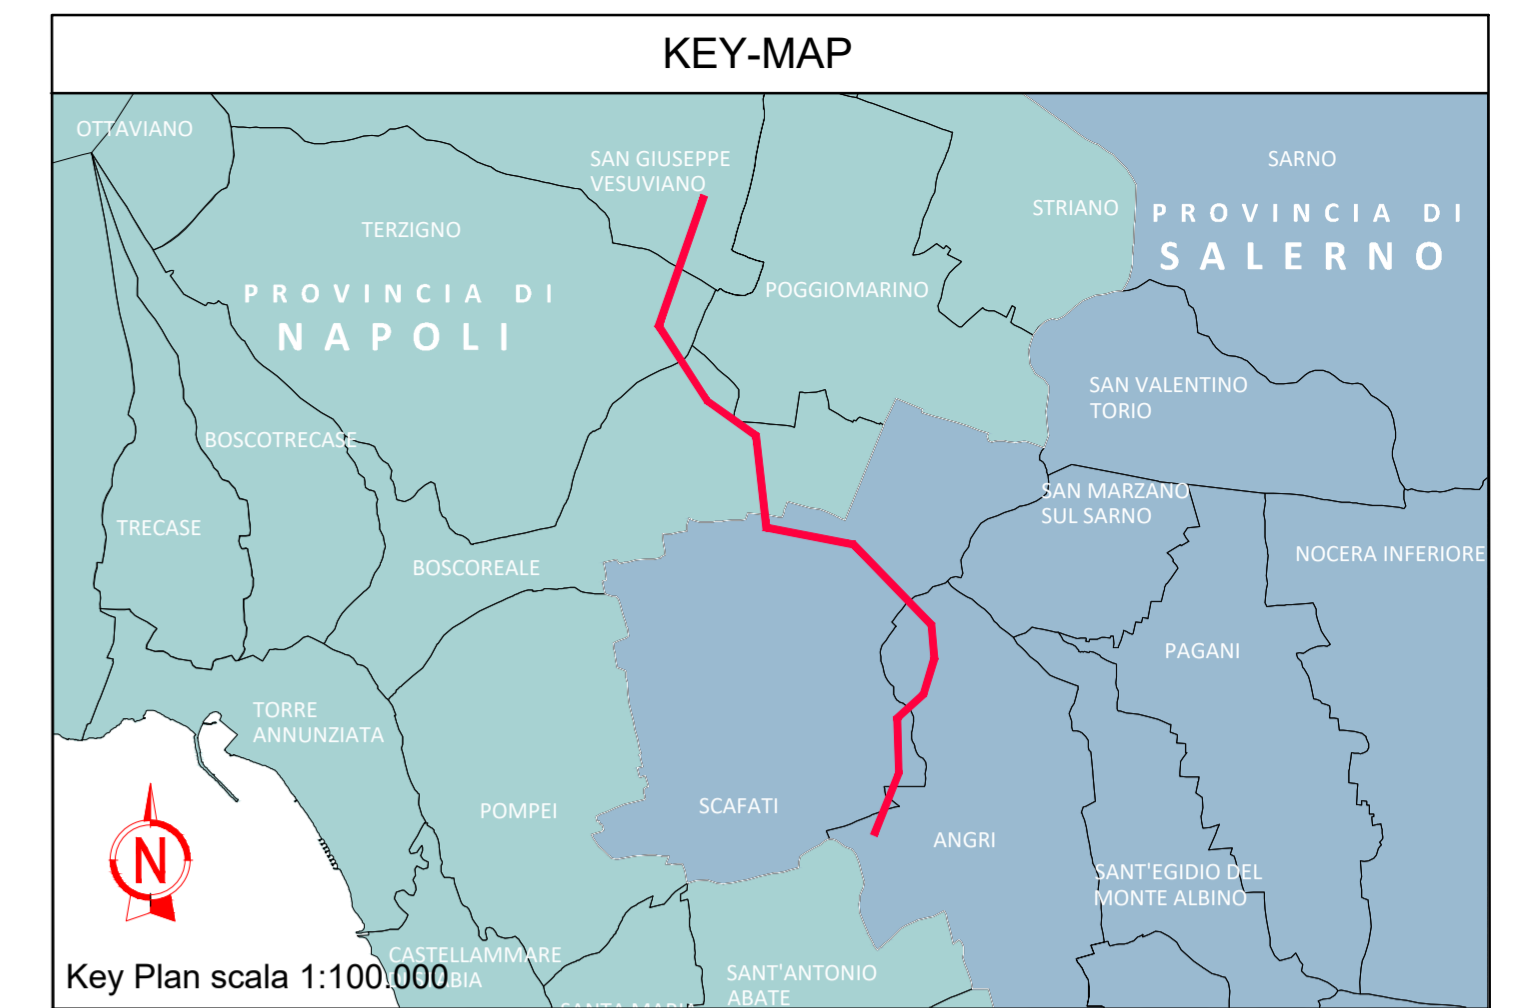 KEY-MAP
OTTAVIANO
SAN GIUSEPPE
VESUVIANO
SARNO
STRIANO
PROVINCIA DI
SALERNO
TERZIGNO
PROVINCIA DI
NAPOLI
POGGIOMARINO
SAN VALENTINO
TORIO
BOSCOTRECASE
SAN MARZANO
SUL SARNO
TRECASE
NOCERA INFERIORE
BOSCOREALE
PAGANI
TORRE
ANNUNZIATA
POMPEI
SCAFATI
ANGRI
N
SANT'EGIDIO DEL
MONTE ALBINO
CASTELLAMMARE
Key Plan scala 1:100.000
SANT'ANTONIO
ABATE
SANTA MARIA